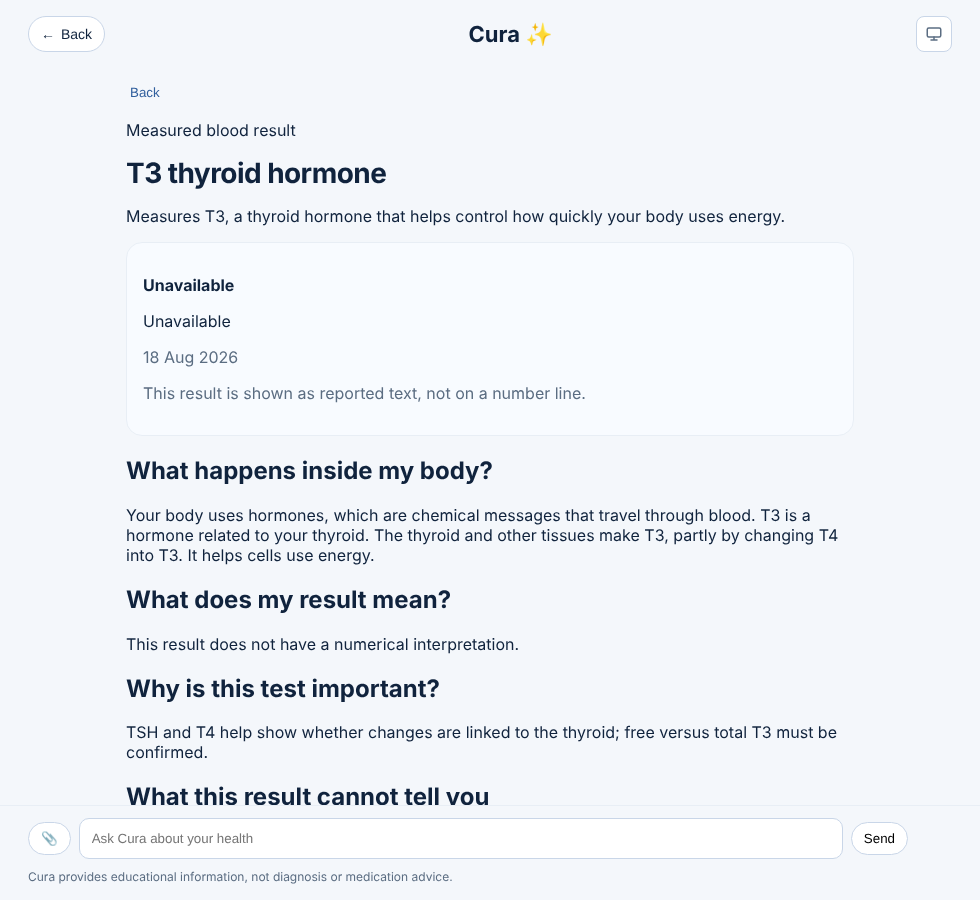 ← Back
Cura ✨
Back
Measured blood result
T3 thyroid hormone
Measures T3, a thyroid hormone that helps control how quickly your body uses energy.
Unavailable
Unavailable
18 Aug 2026
This result is shown as reported text, not on a number line.
What happens inside my body?
Your body uses hormones, which are chemical messages that travel through blood. T3 is a
hormone related to your thyroid. The thyroid and other tissues make T3, partly by changing T4
into T3. It helps cells use energy.
What does my result mean?
This result does not have a numerical interpretation.
Why is this test important?
TSH and T4 help show whether changes are linked to the thyroid; free versus total T3 must be
confirmed.
What this result cannot tell you
Ask Cura about your health
Send
Cura provides educational information, not diagnosis or medication advice.